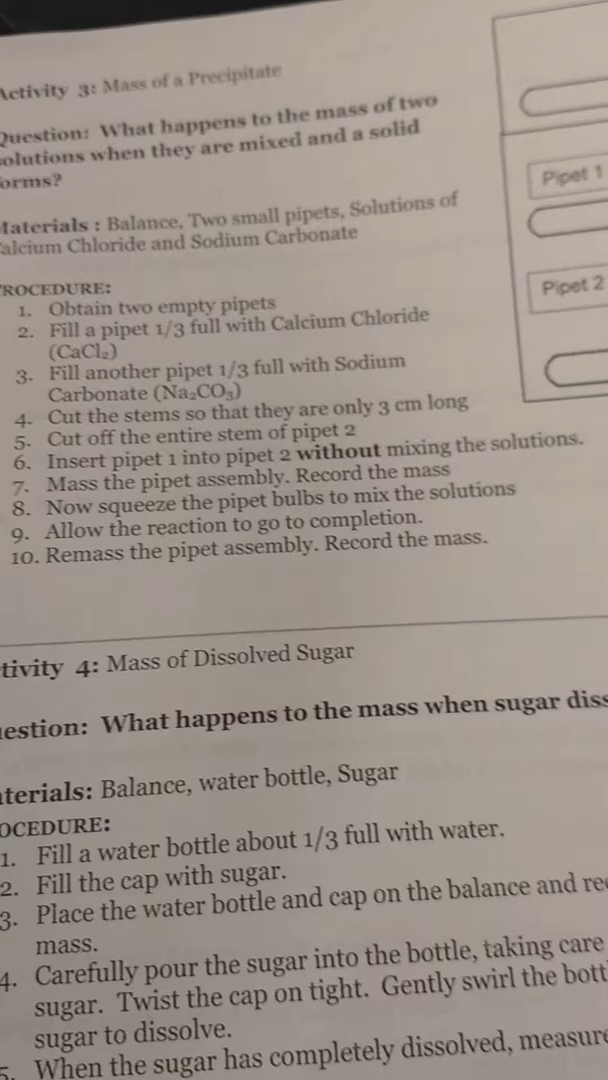 Activity 3: Mass of a Precipitate
Question: What happens to the mass of two
solutions when they are mixed and a solid
forms?
Materials : Balance, Two small pipets, Solutions of
Calcium Chloride and Sodium Carbonate
PROCEDURE:
1. Obtain two empty pipets
2. Fill a pipet 1/3 full with Calcium Chloride
(CaCl₂)
3. Fill another pipet 1/3 full with Sodium
Carbonate (Na₂CO₃)
4. Cut the stems so that they are only 3 cm long
5. Cut off the entire stem of pipet 2
6. Insert pipet 1 into pipet 2 without mixing the solutions.
7. Mass the pipet assembly. Record the mass
8. Now squeeze the pipet bulbs to mix the solutions
9. Allow the reaction to go to completion.
10. Remass the pipet assembly. Record the mass.
Pipet 1
Pipet 2
tivity 4: Mass of Dissolved Sugar
uestion: What happens to the mass when sugar diss
aterials: Balance, water bottle, Sugar
OCEDURE:
1. Fill a water bottle about 1/3 full with water.
2. Fill the cap with sugar.
3. Place the water bottle and cap on the balance and re
mass.
4. Carefully pour the sugar into the bottle, taking care
sugar. Twist the cap on tight. Gently swirl the bott
sugar to dissolve.
5. When the sugar has completely dissolved, measure